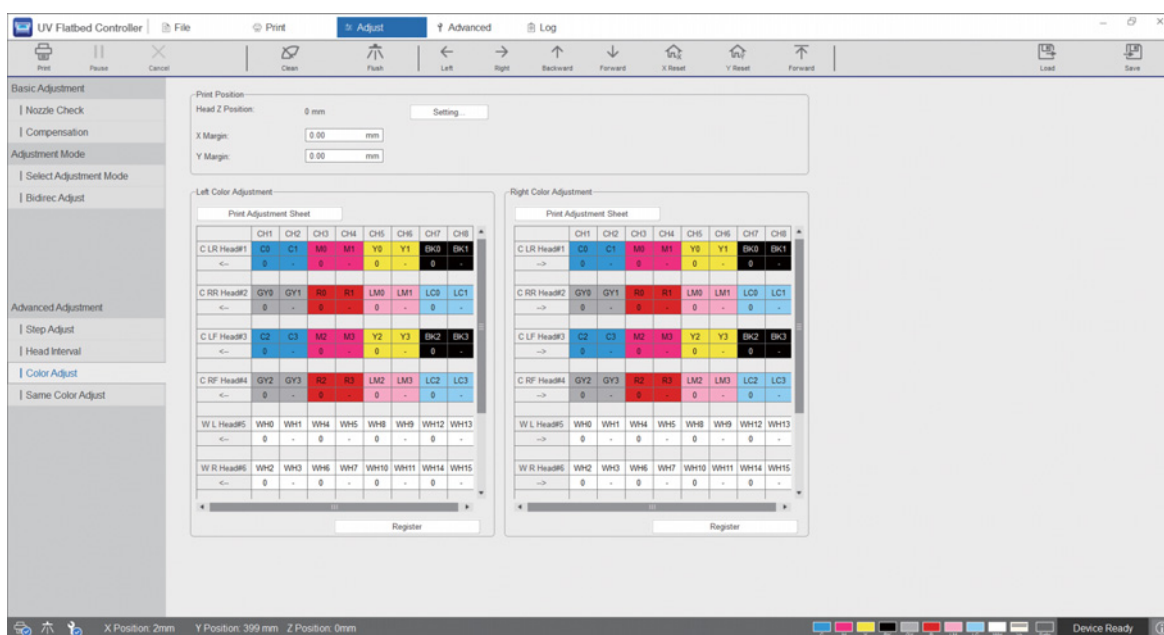 UV Flatbed Controller File Print Adjust Advanced Log
Print Pause Cancel Clean Flush Left Right Backward Forward X Reset Y Reset Forward Load Save
Basic Adjustment
Nozzle Check
Compensation
Adjustment Mode
Select Adjustment Mode
Bidirec Adjust
Advanced Adjustment
Step Adjust
Head Interval
Color Adjust
Same Color Adjust
Print Position
Head Z Position: 0 mm Setting...
X Margin: 0.00 mm
Y Margin: 0.00 mm
Left Color Adjustment
Print Adjustment Sheet
CH1 CH2 CH3 CH4 CH5 CH6 CH7 CH8
C LR Head#1 C0 C1 M0 M1 Y0 Y1 BK0 BK1
<-- 0 - 0 - 0 - 0 -
C RR Head#2 GY0 GY1 R0 R1 LM0 LM1 LC0 LC1
<-- 0 - 0 - 0 - 0 -
C LF Head#3 C2 C3 M2 M3 Y2 Y3 BK2 BK3
<-- 0 - 0 - 0 - 0 -
C RF Head#4 GY2 GY3 R2 R3 LM2 LM3 LC2 LC3
<-- 0 - 0 - 0 - 0 -
W L Head#5 WH0 WH1 WH4 WH5 WH8 WH9 WH12 WH13
<-- 0 - 0 - 0 - 0 -
W R Head#6 WH2 WH3 WH6 WH7 WH10 WH11 WH14 WH15
<-- 0 - 0 - 0 - 0 -
Register
Right Color Adjustment
Print Adjustment Sheet
CH1 CH2 CH3 CH4 CH5 CH6 CH7 CH8
C LR Head#1 C0 C1 M0 M1 Y0 Y1 BK0 BK1
--> 0 - 0 - 0 - 0 -
C RR Head#2 GY0 GY1 R0 R1 LM0 LM1 LC0 LC1
--> 0 - 0 - 0 - 0 -
C LF Head#3 C2 C3 M2 M3 Y2 Y3 BK2 BK3
--> 0 - 0 - 0 - 0 -
C RF Head#4 GY2 GY3 R2 R3 LM2 LM3 LC2 LC3
--> 0 - 0 - 0 - 0 -
W L Head#5 WH0 WH1 WH4 WH5 WH8 WH9 WH12 WH13
--> 0 - 0 - 0 - 0 -
W R Head#6 WH2 WH3 WH6 WH7 WH10 WH11 WH14 WH15
--> 0 - 0 - 0 - 0 -
Register
X Position: 2mm Y Position: 399 mm Z Position: 0mm Device Ready